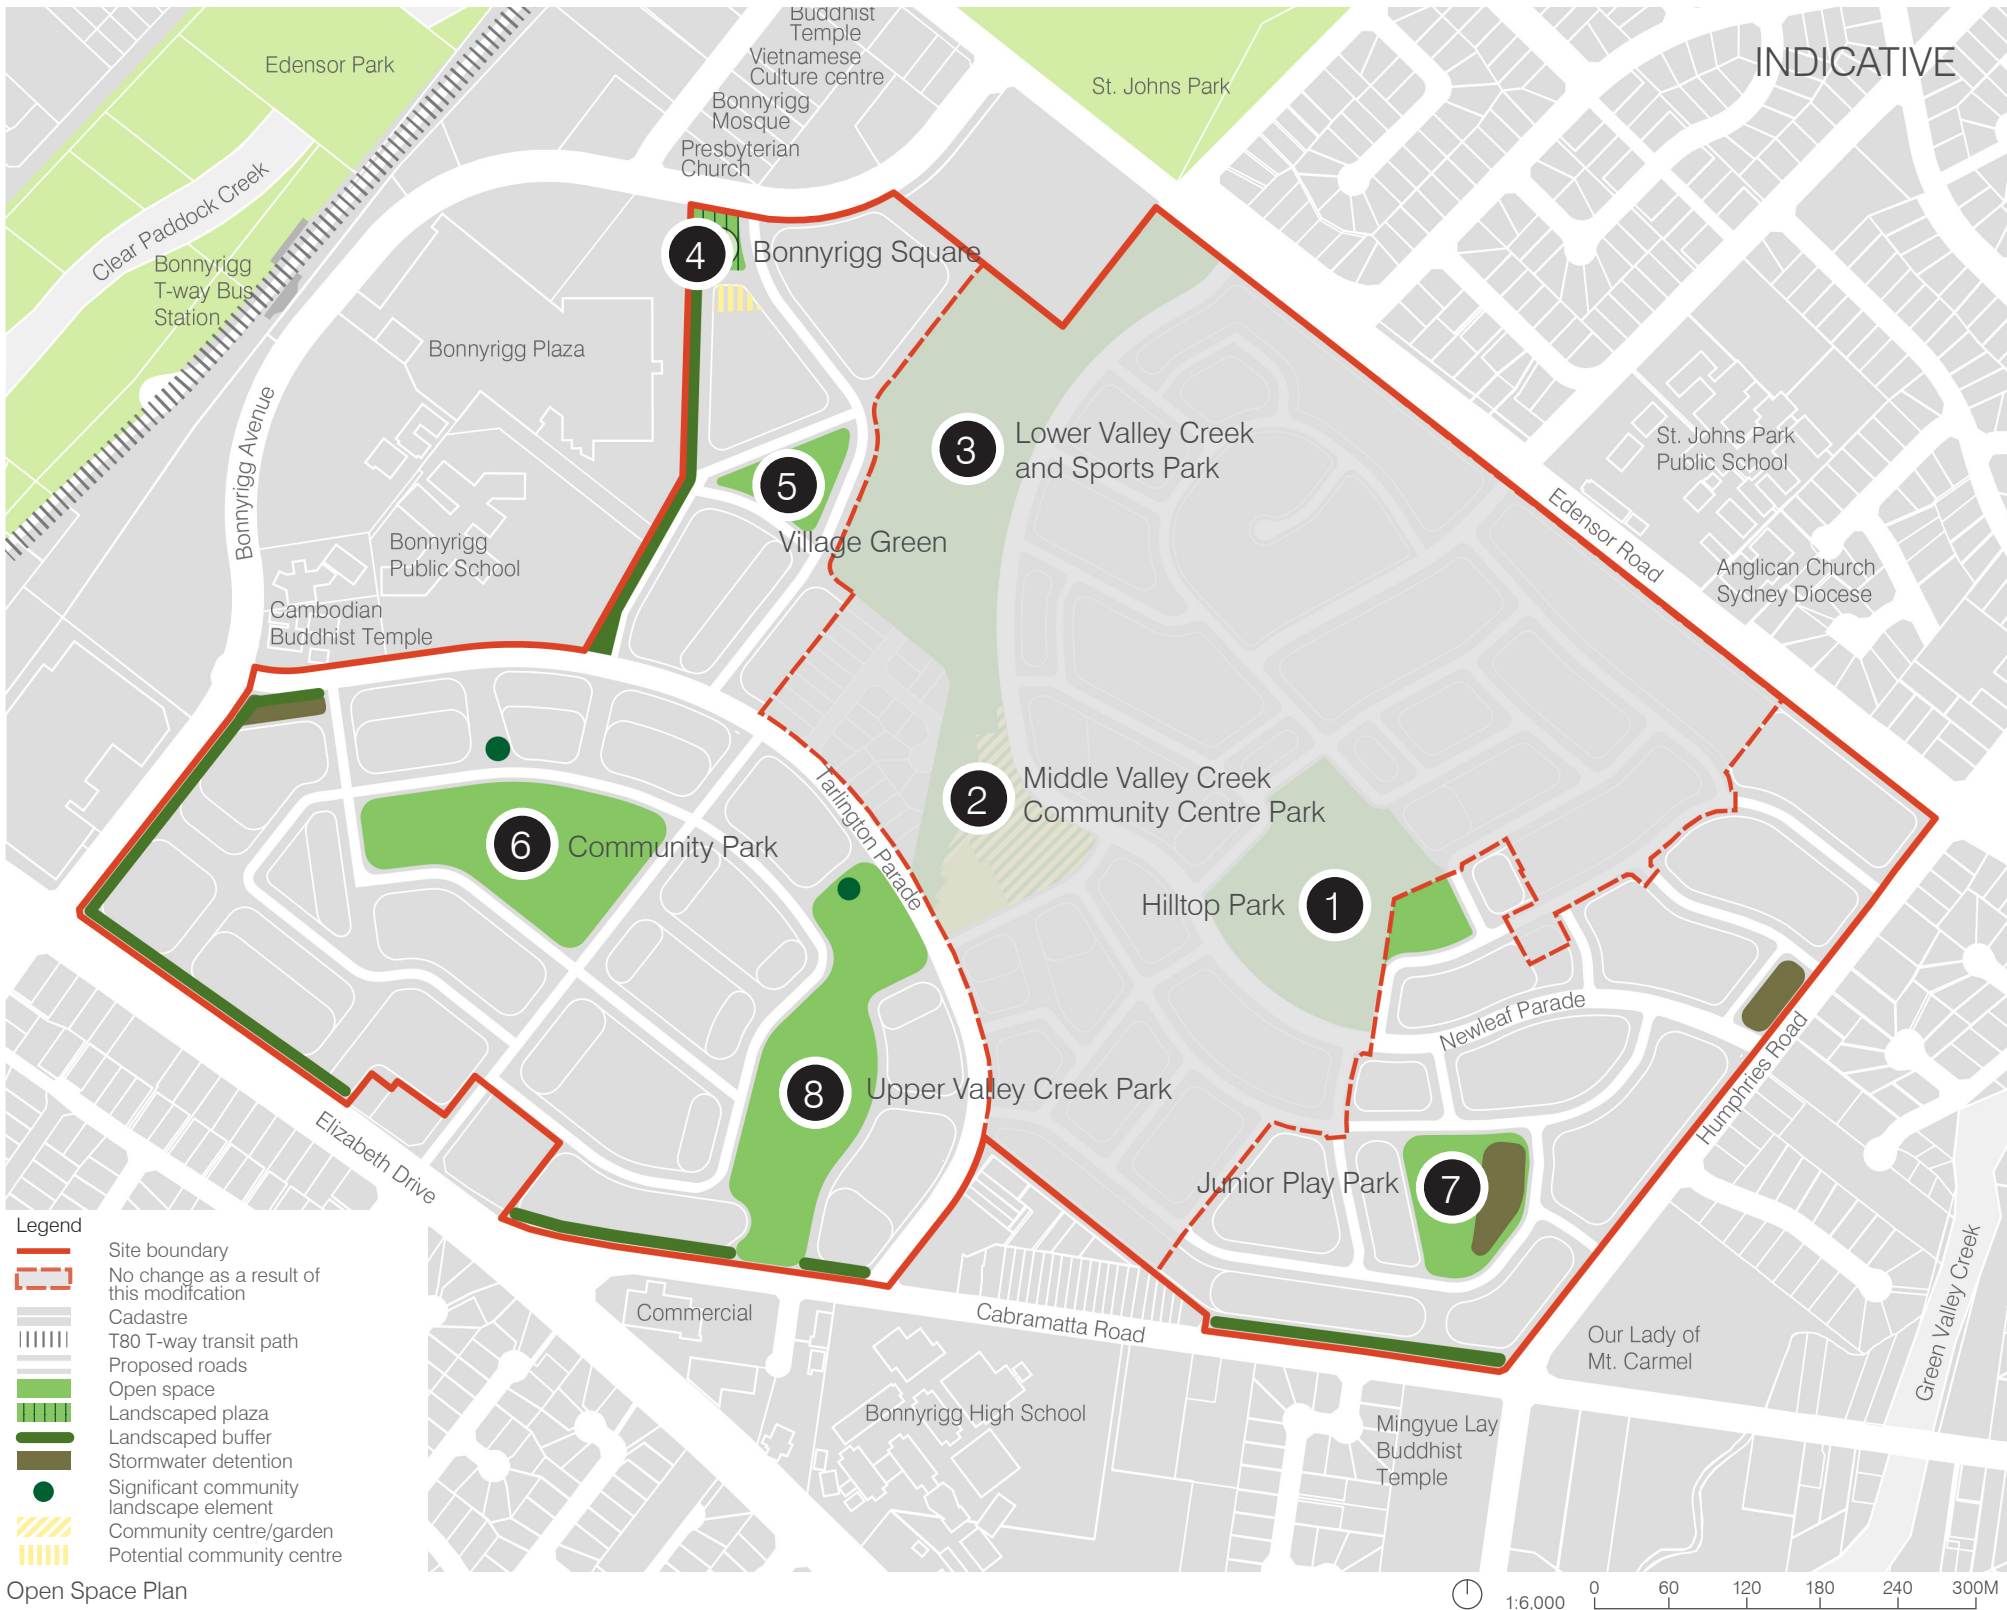 INDICATIVE
Edensor Park
Buddhist
Temple
Vietnamese
Culture centre
Bonnyrigg
Mosque
Presbyterian
Church
St. Johns Park
Clear Paddock Creek
Bonnyrigg
T-way Bus
Station
4
Bonnyrigg Square
Bonnyrigg Plaza
Bonnyrigg Avenue
3
Lower Valley Creek
and Sports Park
St. Johns Park
Public School
5
Village Green
Edensor Road
Bonnyrigg
Public School
Anglican Church
Sydney Diocese
Cambodian
Buddhist Temple
2
Middle Valley Creek
Community Centre Park
Tarlington Parade
6
Community Park
Hilltop Park
1
Newleaf Parade
Humphries Road
8
Upper Valley Creek Park
Junior Play Park
7
Elizabeth Drive
Green Valley Creek
Commercial
Cabramatta Road
Our Lady of
Mt. Carmel
Bonnyrigg High School
Mingyue Lay
Buddhist
Temple
Legend
Site boundary
No change as a result of
this modifcation
Cadastre
T80 T-way transit path
Proposed roads
Open space
Landscaped plaza
Landscaped buffer
Stormwater detention
Significant community
landscape element
Community centre/garden
Potential community centre
Open Space Plan
1:6,000
0 60 120 180 240 300M